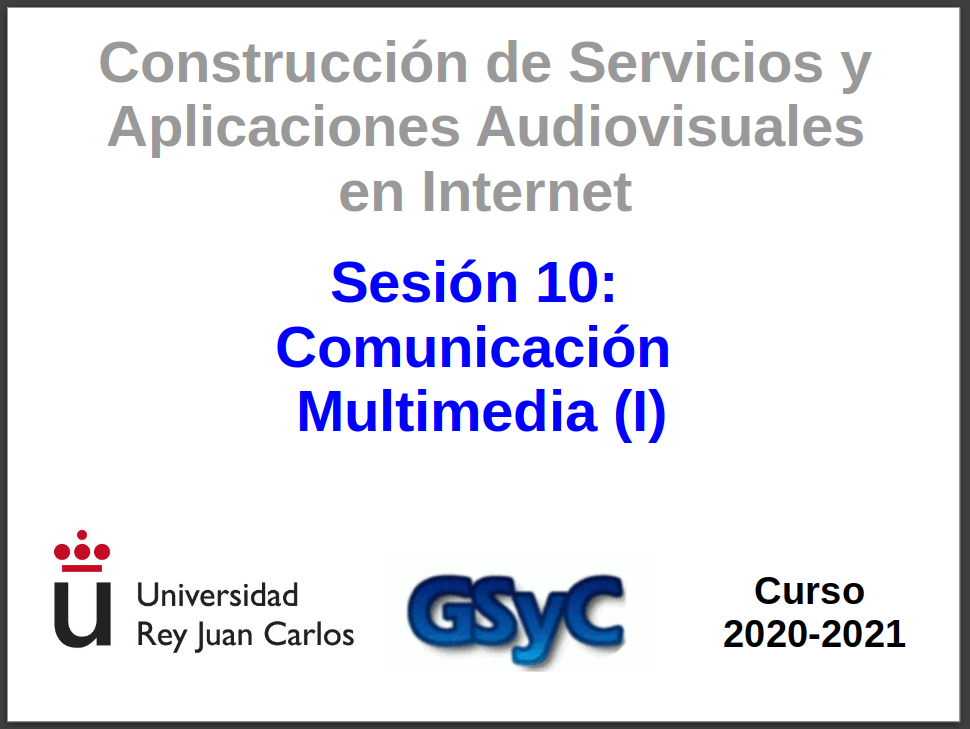 Construcción de Servicios y
Aplicaciones Audiovisuales
en Internet
Sesión 10:
Comunicación
Multimedia (I)
Universidad
Rey Juan Carlos
GSyC
Curso
2020-2021